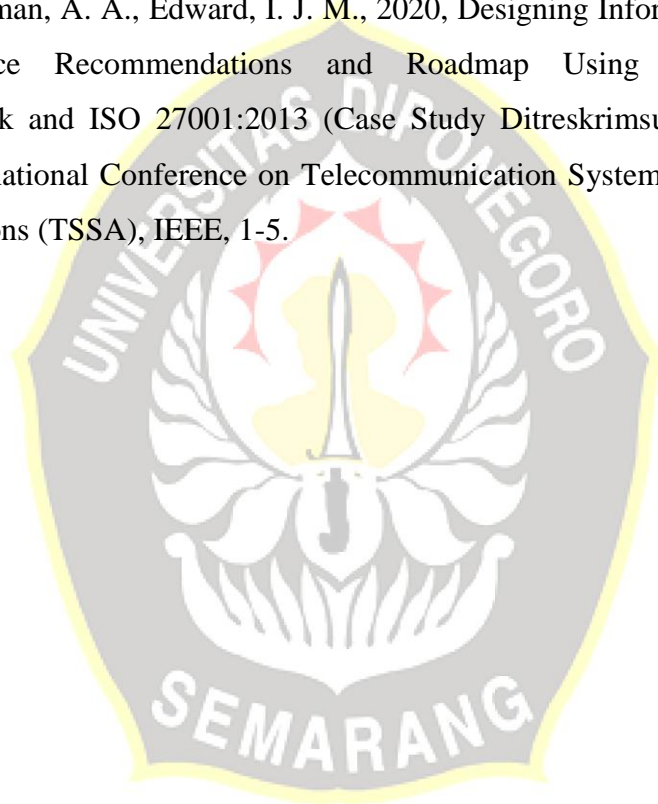 man, A. A., Edward, I. J. M., 2020, Designing Infor
ce Recommendations and Roadmap Using
k and ISO 27001:2013 (Case Study Ditreskrimsu
national Conference on Telecommunication System
ons (TSSA), IEEE, 1-5.
UNIVERSITAS DIPONEGORO
SEMARANG